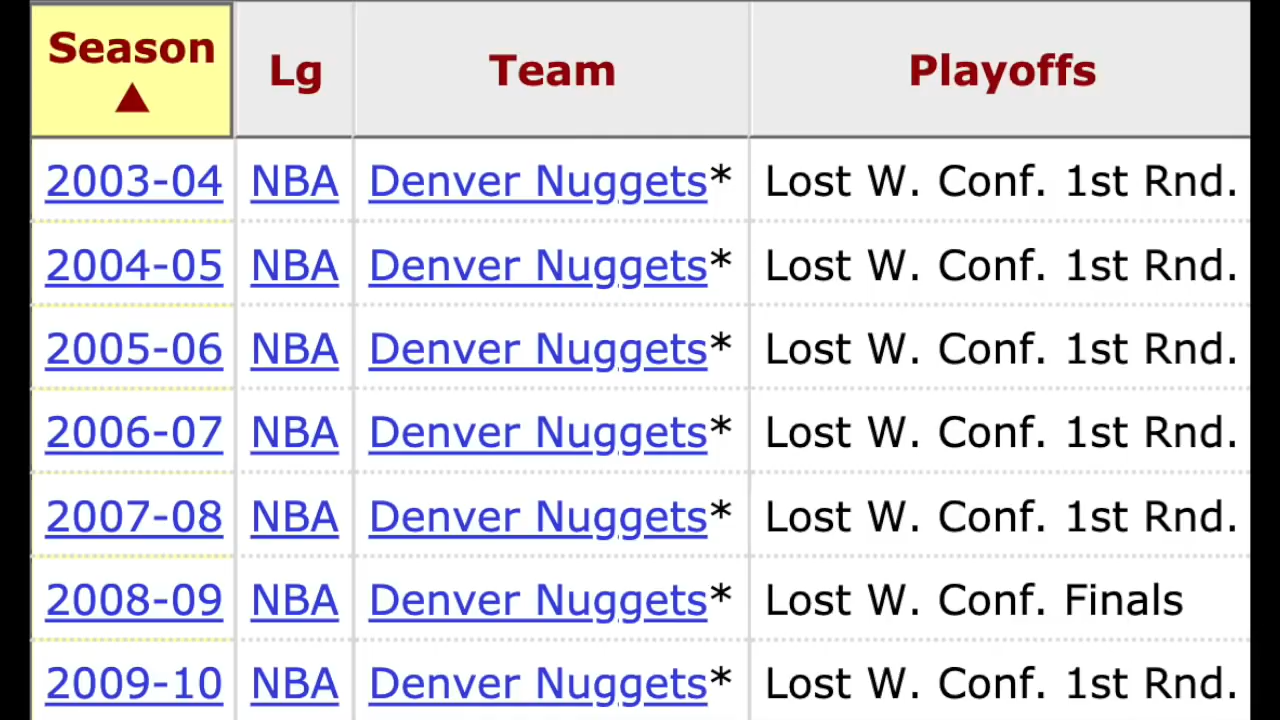 Season ▲ Lg Team Playoffs
2003-04 NBA Denver Nuggets* Lost W. Conf. 1st Rnd.
2004-05 NBA Denver Nuggets* Lost W. Conf. 1st Rnd.
2005-06 NBA Denver Nuggets* Lost W. Conf. 1st Rnd.
2006-07 NBA Denver Nuggets* Lost W. Conf. 1st Rnd.
2007-08 NBA Denver Nuggets* Lost W. Conf. 1st Rnd.
2008-09 NBA Denver Nuggets* Lost W. Conf. Finals
2009-10 NBA Denver Nuggets* Lost W. Conf. 1st Rnd.